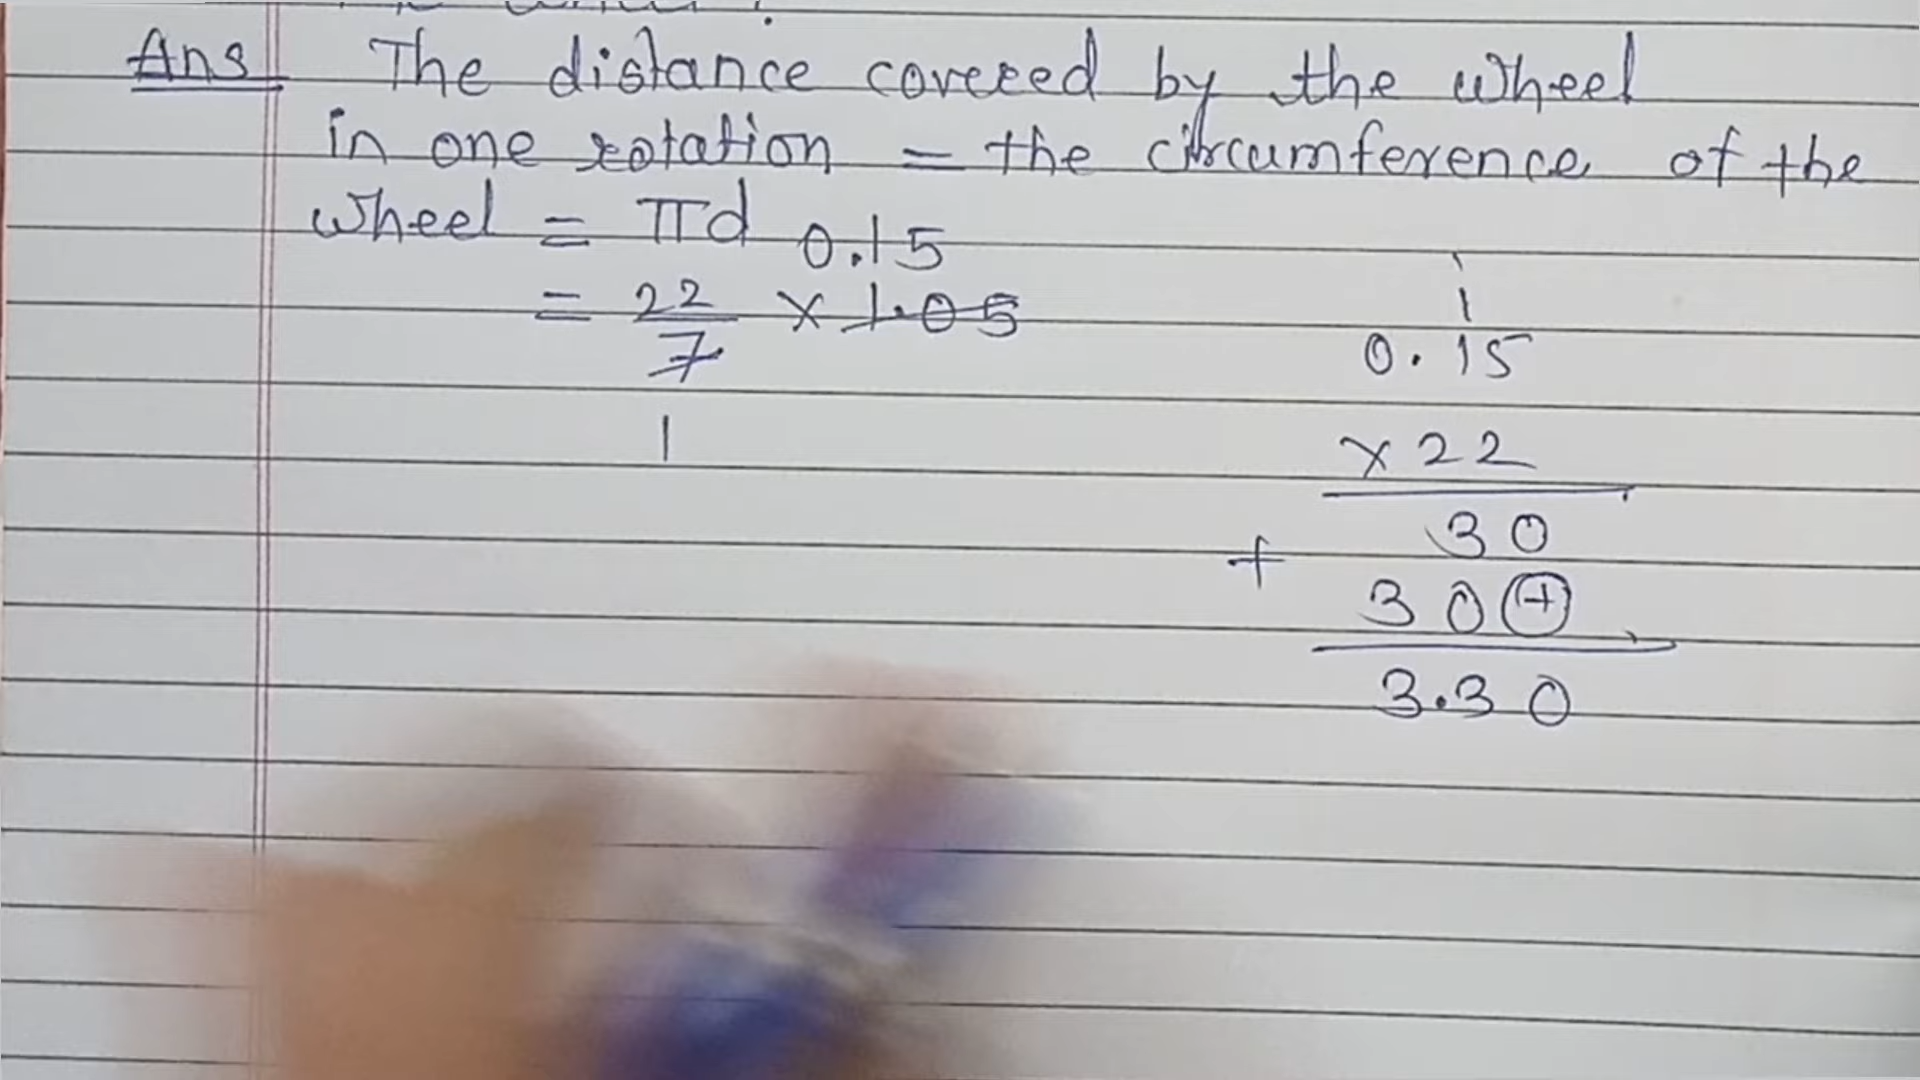 Ans The distance covered by the wheel
in one rotation = the circumference of the
wheel = πd
0.15
= 22/7 × 1.05
1
1
0.15
×22
30
+ 30+
3.30